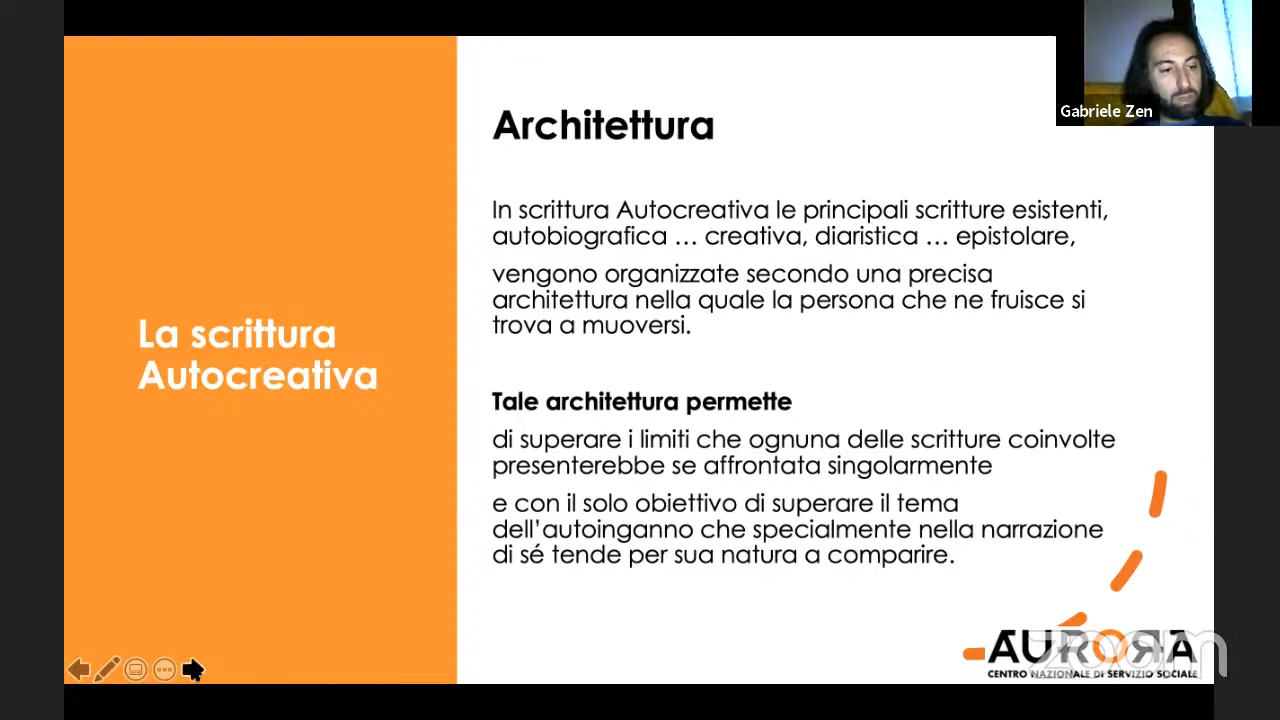 Gabriele Zen
La scrittura
Autocreativa
Architettura
In scrittura Autocreativa le principali scritture esistenti,
autobiografica … creativa, diaristica … epistolare,
vengono organizzate secondo una precisa
architettura nella quale la persona che ne fruisce si
trova a muoversi.
Tale architettura permette
di superare i limiti che ognuna delle scritture coinvolte
presenterebbe se affrontata singolarmente
e con il solo obiettivo di superare il tema
dell’autoinganno che specialmente nella narrazione
di sé tende per sua natura a comparire.
AURORA
zoom
CENTRO NAZIONALE DI SERVIZIO SOCIALE